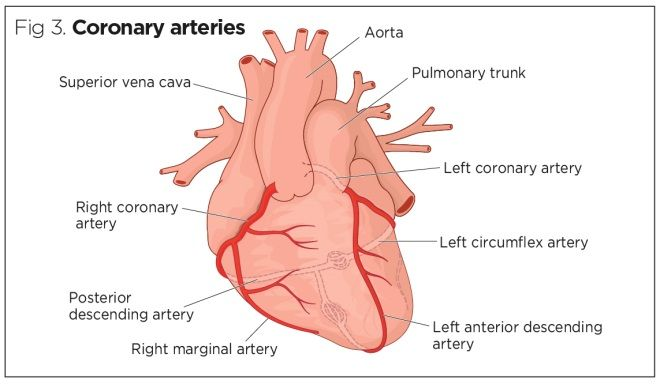 Fig 3. Coronary arteries
Aorta
Superior vena cava
Pulmonary trunk
Left coronary artery
Right coronary
artery
Left circumflex artery
Posterior
descending artery
Left anterior descending
artery
Right marginal artery